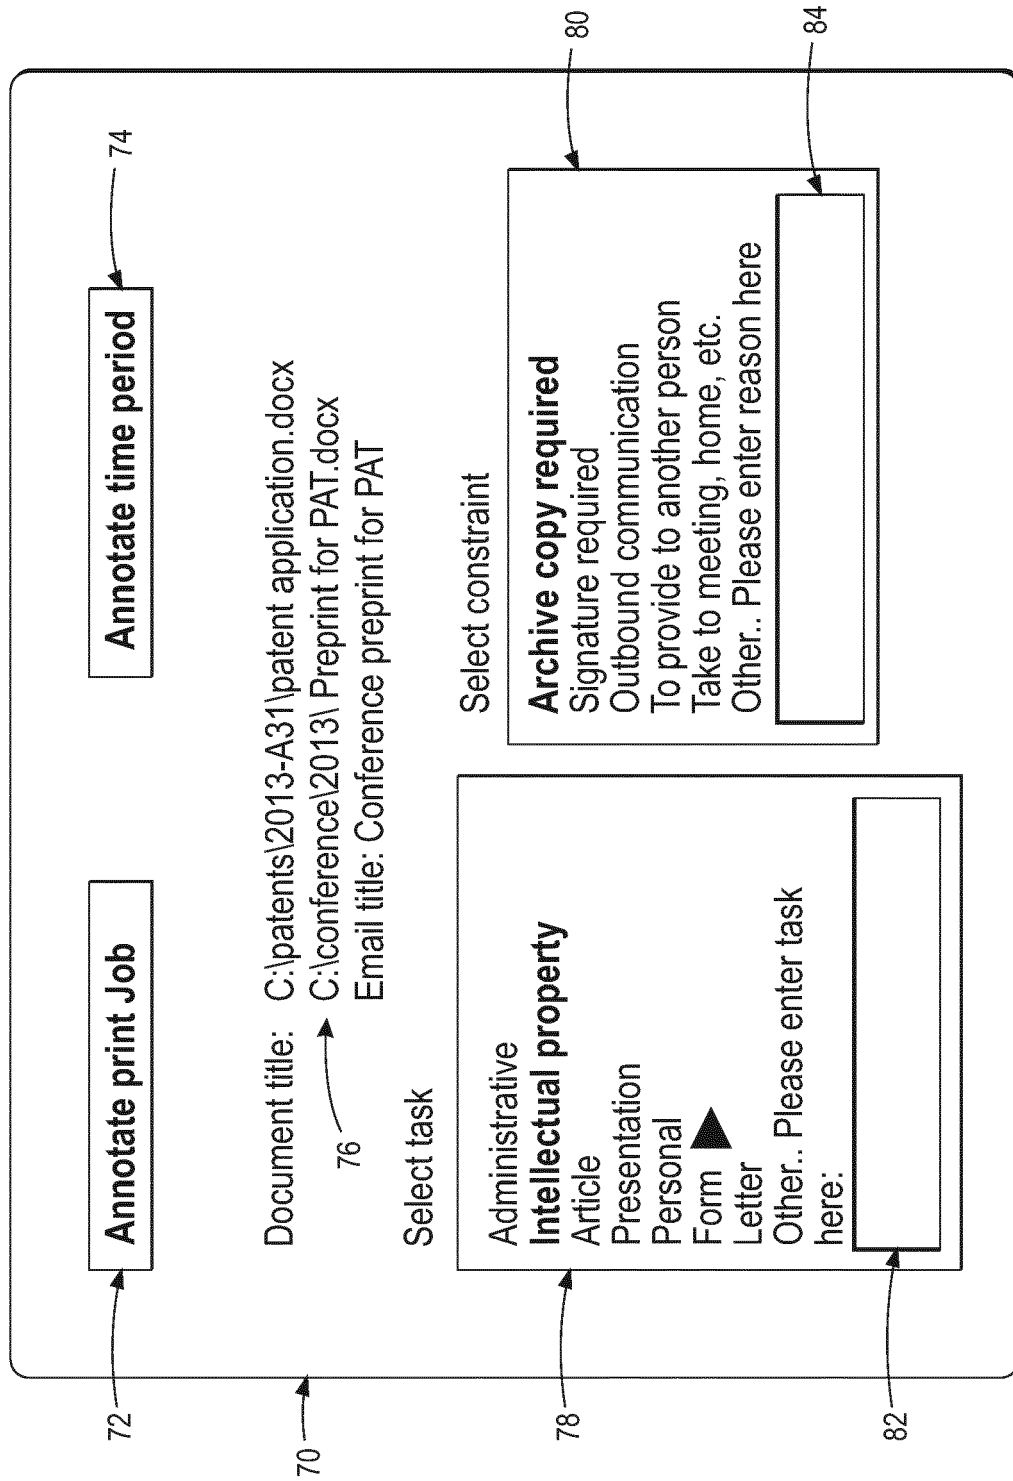 72
Annotate print Job
Annotate time period
74
70
Document title: C:\patents\2013-A31\patent application.docx
C:\conference\2013\ Preprint for PAT.docx
Email title: Conference preprint for PAT
76
Select task
78
Administrative
Intellectual property
Article
Presentation
Personal
Form
Letter
Other.. Please enter task
here:
82
Select constraint
80
Archive copy required
Signature required
Outbound communication
To provide to another person
Take to meeting, home, etc.
Other.. Please enter reason here
84